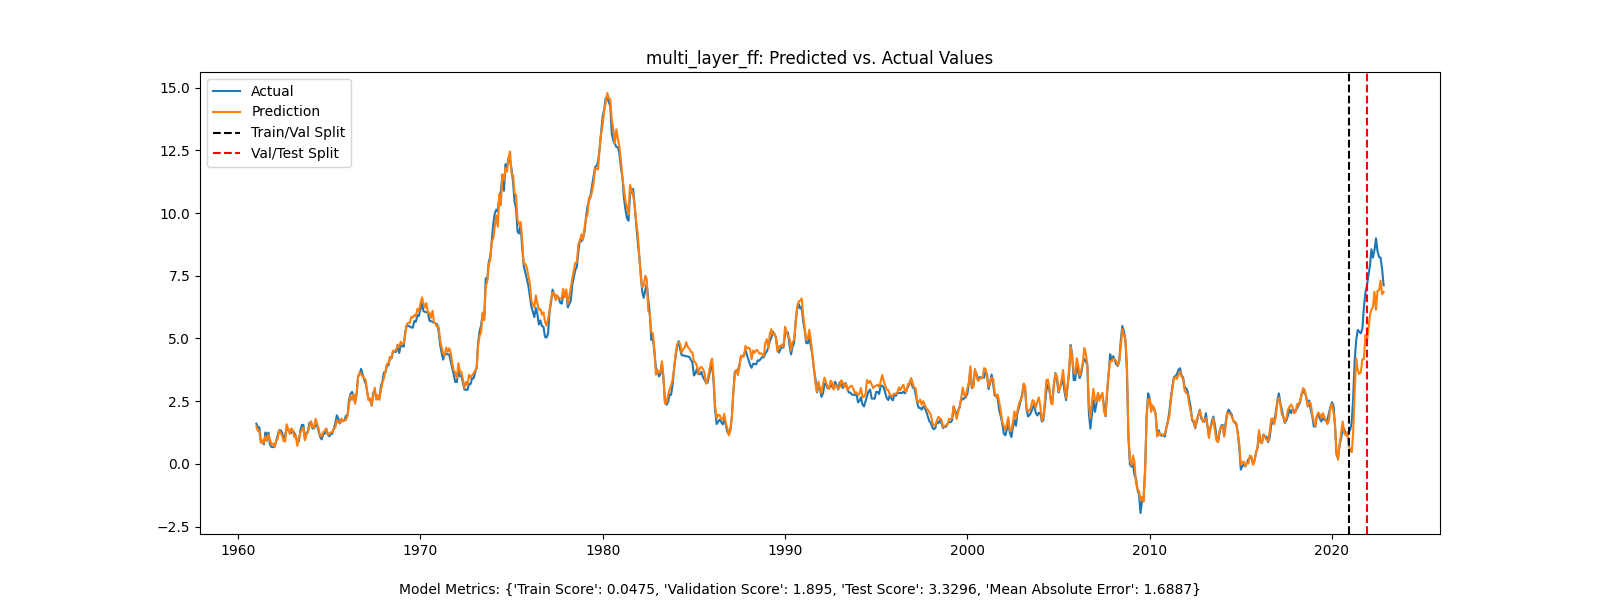 multi_layer_ff: Predicted vs. Actual Values
Actual
Prediction
Train/Val Split
Val/Test Split
15.0
12.5
10.0
7.5
5.0
2.5
0.0
−2.5
1960 1970 1980 1990 2000 2010 2020
Model Metrics: {'Train Score': 0.0475, 'Validation Score': 1.895, 'Test Score': 3.3296, 'Mean Absolute Error': 1.6887}